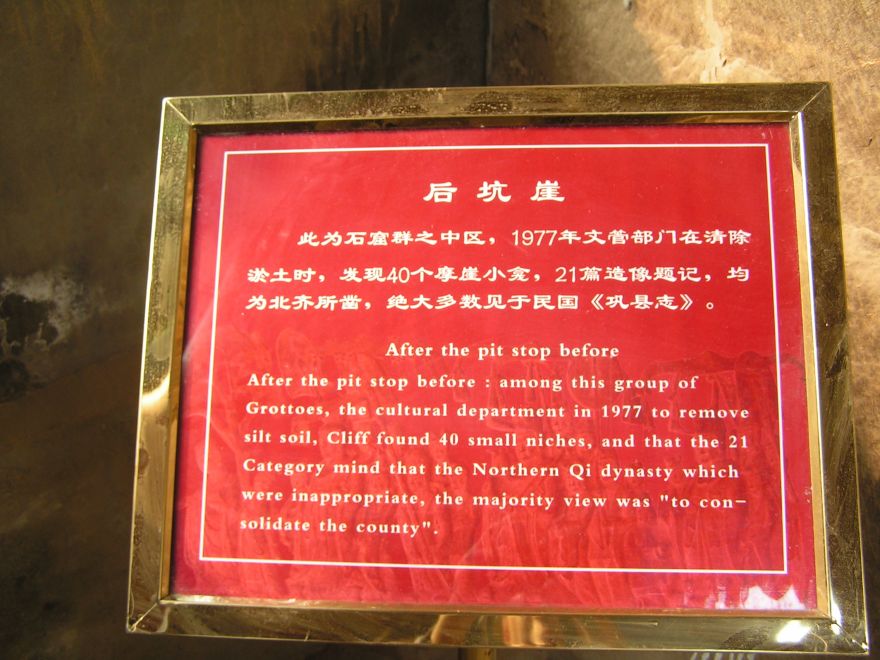 后坑崖
此为石窟群之中区，1977年文管部门在清除
淤土时，发现40个摩崖小龛，21篇造像题记，均
为北齐所凿，绝大多数见于民国《巩县志》。
After the pit stop before
After the pit stop before : among this group of
Grottoes, the cultural department in 1977 to remove
silt soil, Cliff found 40 small niches, and that the 21
Category mind that the Northern Qi dynasty which
were inappropriate, the majority view was "to con-
solidate the county".